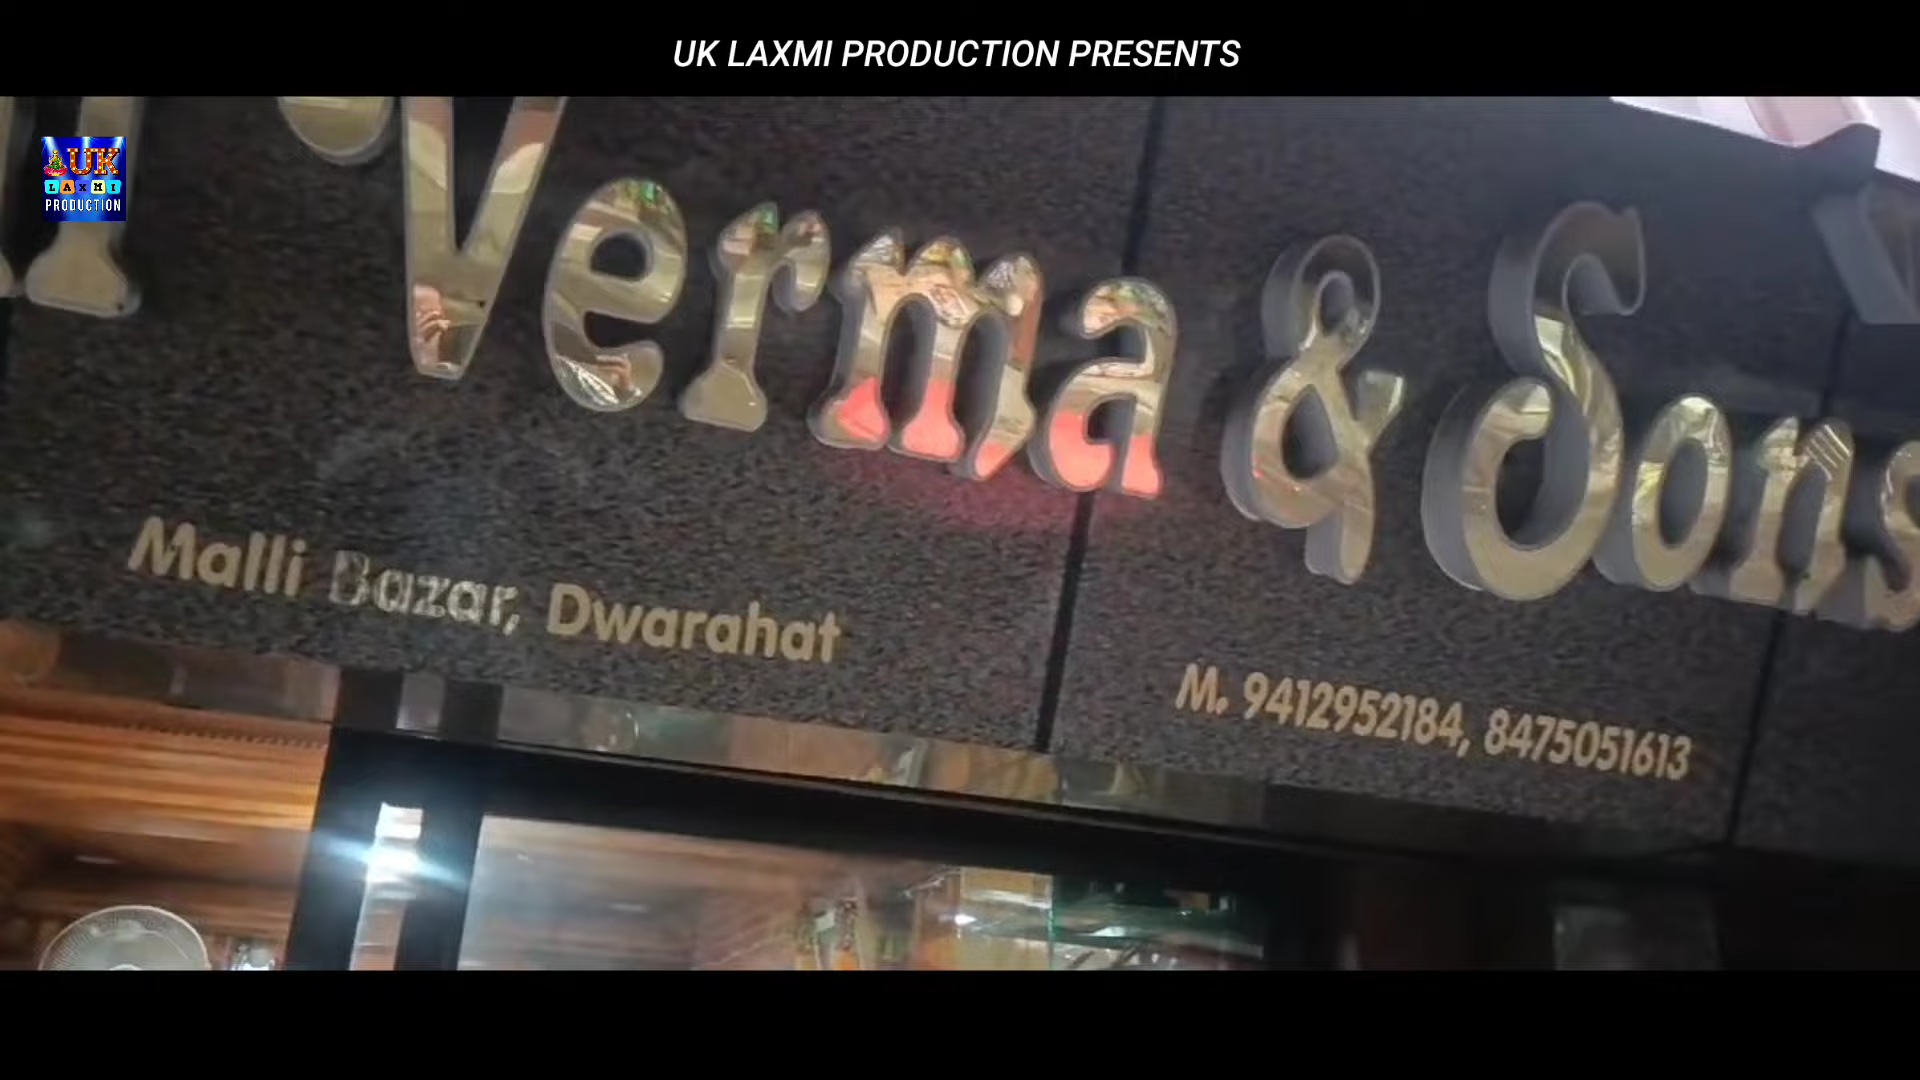 UK LAXMI PRODUCTION PRESENTS
UK
LAXMI
PRODUCTION
Verma & Sons
Malli Bazar, Dwarahat
M. 9412952184, 8475051613